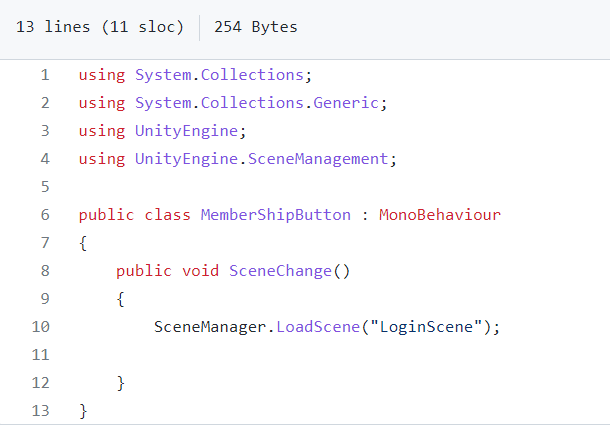 13 lines (11 sloc) 254 Bytes
1 using System.Collections;
2 using System.Collections.Generic;
3 using UnityEngine;
4 using UnityEngine.SceneManagement;
5
6 public class MemberShipButton : MonoBehaviour
7 {
8     public void SceneChange()
9     {
10         SceneManager.LoadScene("LoginScene");
11
12     }
13 }